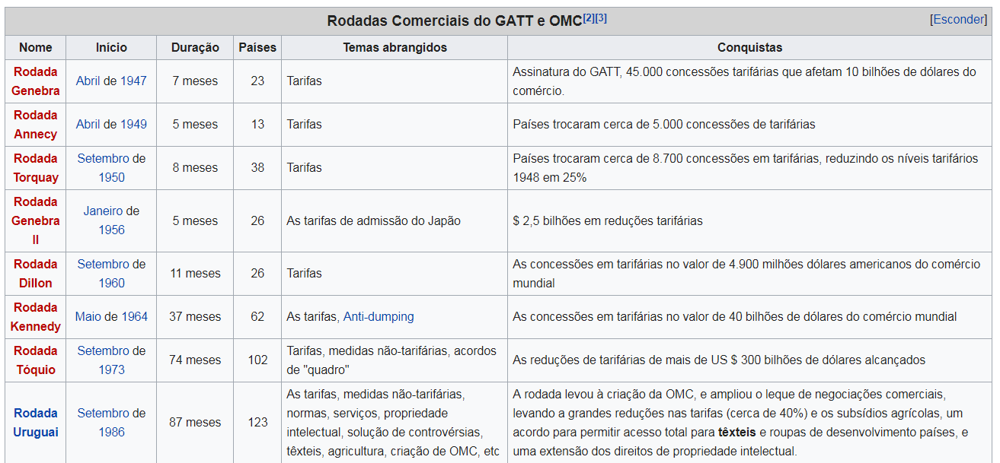 Rodadas Comerciais do GATT e OMC[2][3] [Esconder]
Nome Início Duração Países Temas abrangidos Conquistas
Rodada Genebra Abril de 1947 7 meses 23 Tarifas Assinatura do GATT, 45.000 concessões tarifárias que afetam 10 bilhões de dólares do comércio.
Rodada Annecy Abril de 1949 5 meses 13 Tarifas Países trocaram cerca de 5.000 concessões de tarifárias
Rodada Torquay Setembro de 1950 8 meses 38 Tarifas Países trocaram cerca de 8.700 concessões em tarifárias, reduzindo os níveis tarifários 1948 em 25%
Rodada Genebra II Janeiro de 1956 5 meses 26 As tarifas de admissão do Japão $ 2,5 bilhões em reduções tarifárias
Rodada Dillon Setembro de 1960 11 meses 26 Tarifas As concessões em tarifárias no valor de 4.900 milhões dólares americanos do comércio mundial
Rodada Kennedy Maio de 1964 37 meses 62 As tarifas, Anti-dumping As concessões em tarifárias no valor de 40 bilhões de dólares do comércio mundial
Rodada Tóquio Setembro de 1973 74 meses 102 Tarifas, medidas não-tarifárias, acordos de "quadro" As reduções de tarifárias de mais de US $ 300 bilhões de dólares alcançados
Rodada Uruguai Setembro de 1986 87 meses 123 As tarifas, medidas não-tarifárias, normas, serviços, propriedade intelectual, solução de controvérsias, têxteis, agricultura, criação de OMC, etc A rodada levou à criação da OMC, e ampliou o leque de negociações comerciais, levando a grandes reduções nas tarifas (cerca de 40%) e os subsídios agrícolas, um acordo para permitir acesso total para têxteis e roupas de desenvolvimento países, e uma extensão dos direitos de propriedade intelectual.